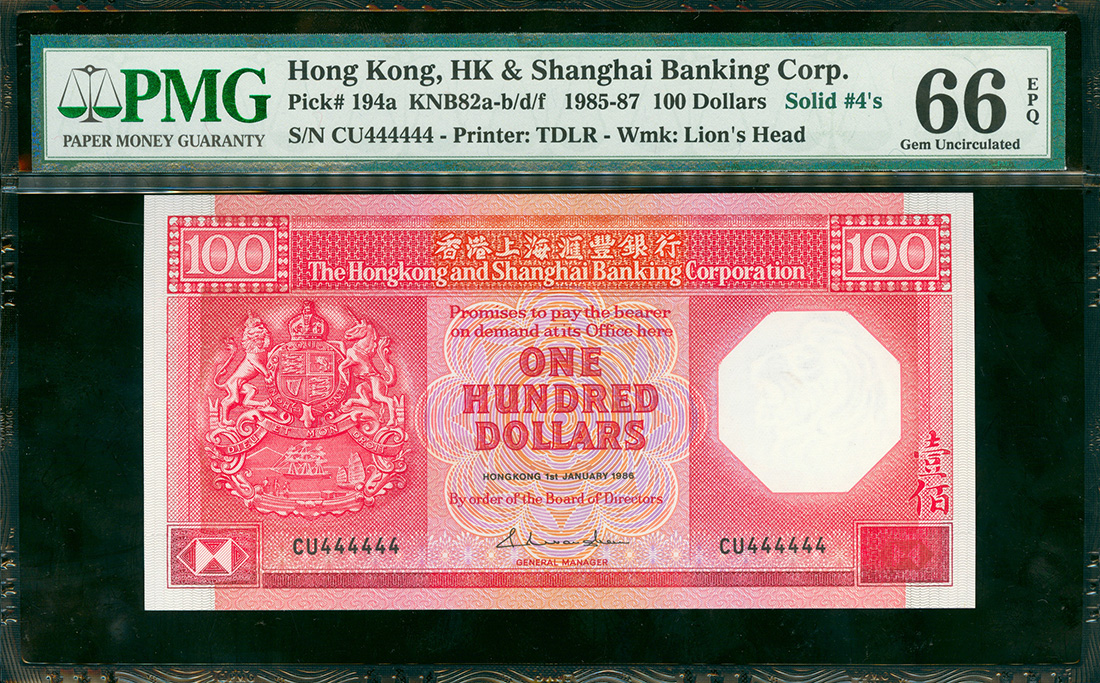 PMG
PAPER MONEY GUARANTY
Hong Kong, HK & Shanghai Banking Corp.
Pick# 194a KNB82a-b/d/f 1985-87 100 Dollars Solid #4's
S/N CU444444 - Printer: TDLR - Wmk: Lion's Head
66
EPQ
Gem Uncirculated
100
香港上海滙豐銀行
100
The Hongkong and Shanghai Banking Corporation
Promises to pay the bearer
on demand at its Office here
ONE
HUNDRED
DOLLARS
HONGKONG 1st JANUARY 1986
By order of the Board of Directors
壹佰
CU444444
CU444444
GENERAL MANAGER